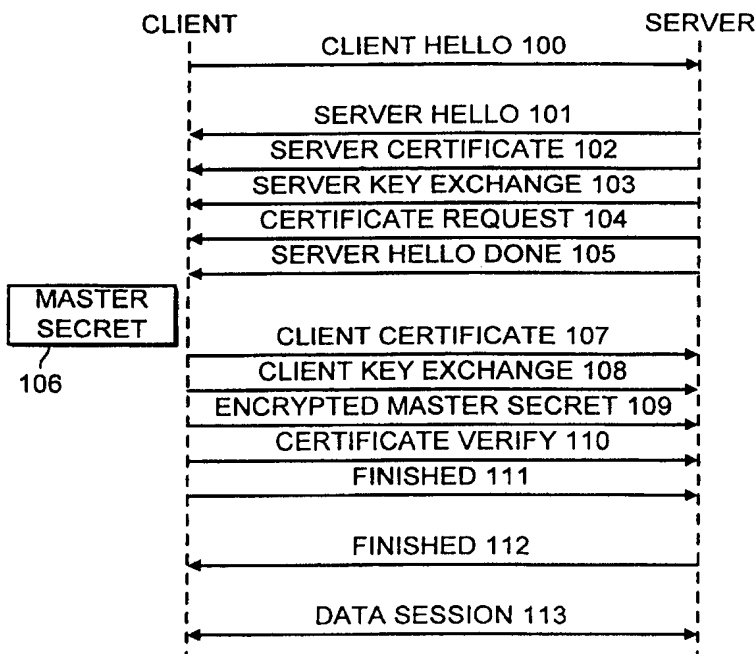 CLIENT
SERVER
CLIENT HELLO 100
SERVER HELLO 101
SERVER CERTIFICATE 102
SERVER KEY EXCHANGE 103
CERTIFICATE REQUEST 104
SERVER HELLO DONE 105
MASTER
SECRET
106
CLIENT CERTIFICATE 107
CLIENT KEY EXCHANGE 108
ENCRYPTED MASTER SECRET 109
CERTIFICATE VERIFY 110
FINISHED 111
FINISHED 112
DATA SESSION 113